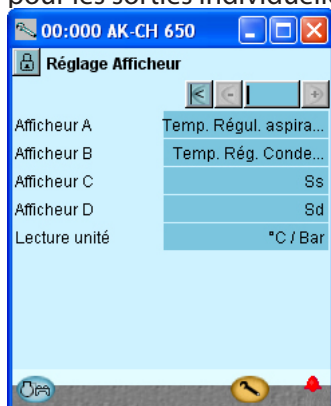 pour les sorties individuell
00:000 AK-CH 650
Réglage Afficheur
Afficheur A Temp. Régul. aspira...
Afficheur B Temp. Rég. Conde...
Afficheur C Ss
Afficheur D Sd
Lecture unité °C / Bar